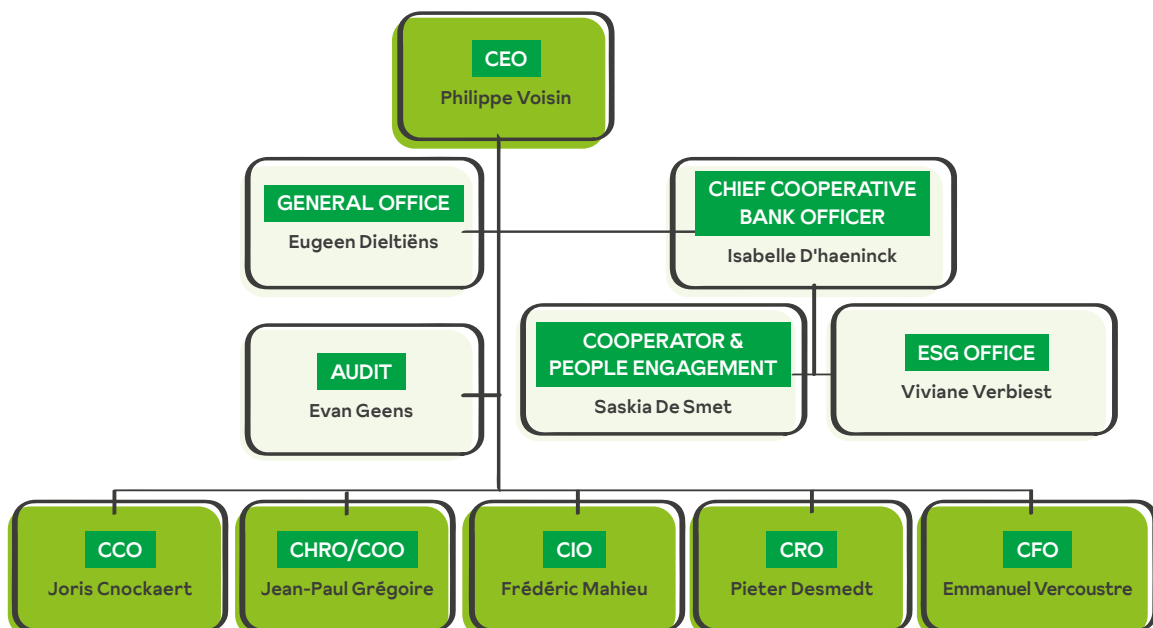 CEO
Philippe Voisin
GENERAL OFFICE
Eugeen Dieltiëns
CHIEF COOPERATIVE
BANK OFFICER
Isabelle D'haeninck
AUDIT
Evan Geens
COOPERATOR &
PEOPLE ENGAGEMENT
Saskia De Smet
ESG OFFICE
Viviane Verbiest
CCO
Joris Cnockaert
CHRO/COO
Jean-Paul Grégoire
CIO
Frédéric Mahieu
CRO
Pieter Desmedt
CFO
Emmanuel Vercoustre